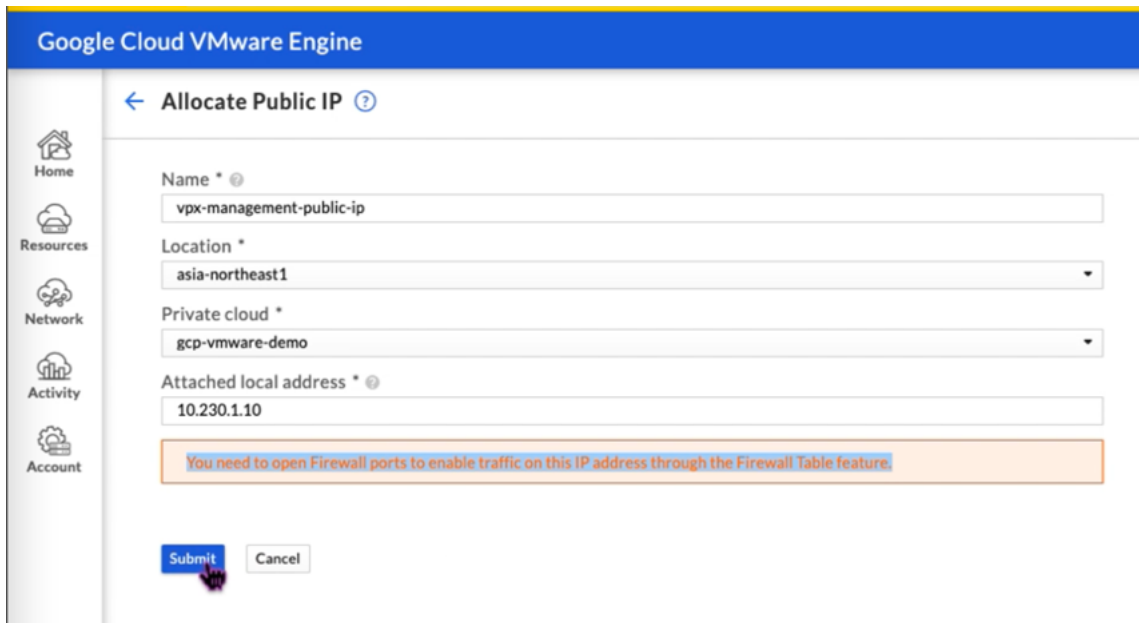 Google Cloud VMware Engine
Allocate Public IP ?
Home
Resources
Network
Activity
Account
Name * ?
vpx-management-public-ip
Location *
asia-northeast1
Private cloud *
gcp-vmware-demo
Attached local address * ?
10.230.1.10
You need to open Firewall ports to enable traffic on this IP address through the Firewall Table feature.
Submit Cancel